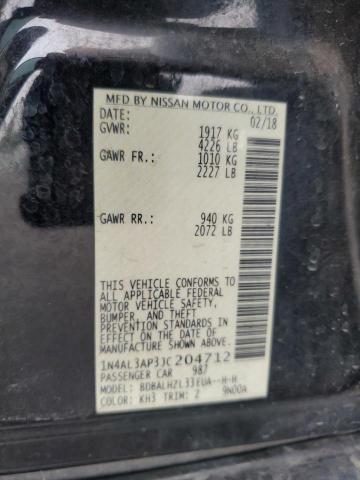 MFD BY NISSAN MOTOR CO., LTD.
DATE: 02/18
GVWR: 1917 KG
4226 LB
GAWR FR.: 1010 KG
2227 LB
GAWR RR.: 940 KG
2072 LB
THIS VEHICLE CONFORMS TO
ALL APPLICABLE FEDERAL
MOTOR VEHICLE SAFETY,
BUMPER, AND THEFT
PREVENTION STANDARDS
IN EFFECT ON THE DATE OF
MANUFACTURE SHOWN ABOVE.
1N4AL3AP3JC204712
PASSENGER CAR 987
MODEL: BDBALHZL33EUA--H-H
COLOR: KH3 TRIM: Z 9N00A